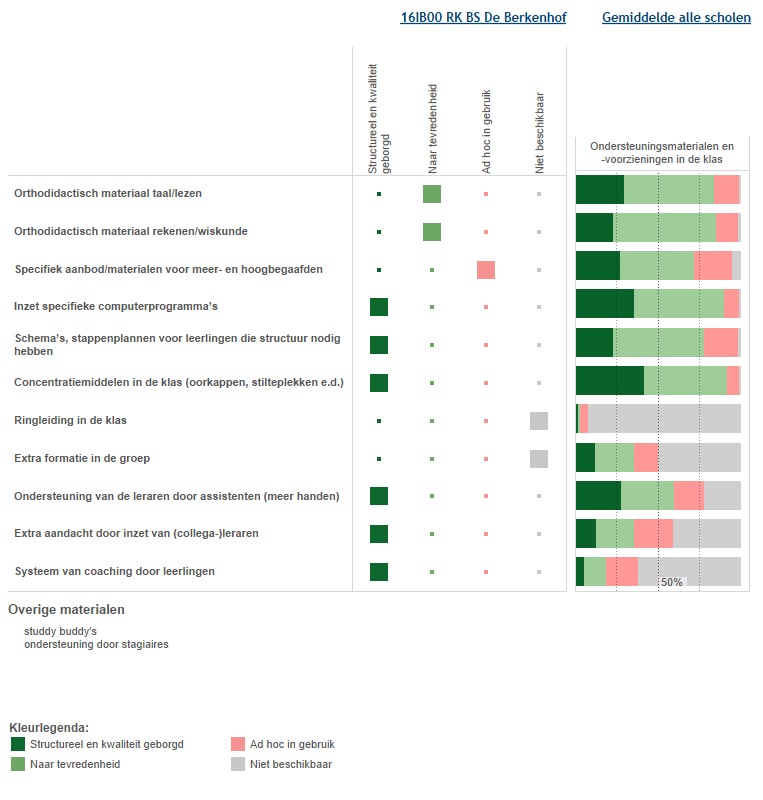 16IB00 RK BS De Berkenhof
Gemiddelde alle scholen
Structureel en kwaliteit
geborgd
Naar tevredenheid
Ad hoc in gebruik
Niet beschikbaar
Ondersteuningsmaterialen en
-voorzieningen in de klas
Orthodidactisch materiaal taal/lezen
Orthodidactisch materiaal rekenen/wiskunde
Specifiek aanbod/materialen voor meer- en hoogbegaafden
Inzet specifieke computerprogramma's
Schema's, stappenplannen voor leerlingen die structuur nodig
hebben
Concentratiemiddelen in de klas (oorkappen, stilteplekken e.d.)
Ringleiding in de klas
Extra formatie in de groep
Ondersteuning van de leraren door assistenten (meer handen)
Extra aandacht door inzet van (collega-)leraren
Systeem van coaching door leerlingen
50%
Overige materialen
studdy buddy's
ondersteuning door stagiaires
Kleurlegenda:
Structureel en kwaliteit geborgd
Ad hoc in gebruik
Naar tevredenheid
Niet beschikbaar